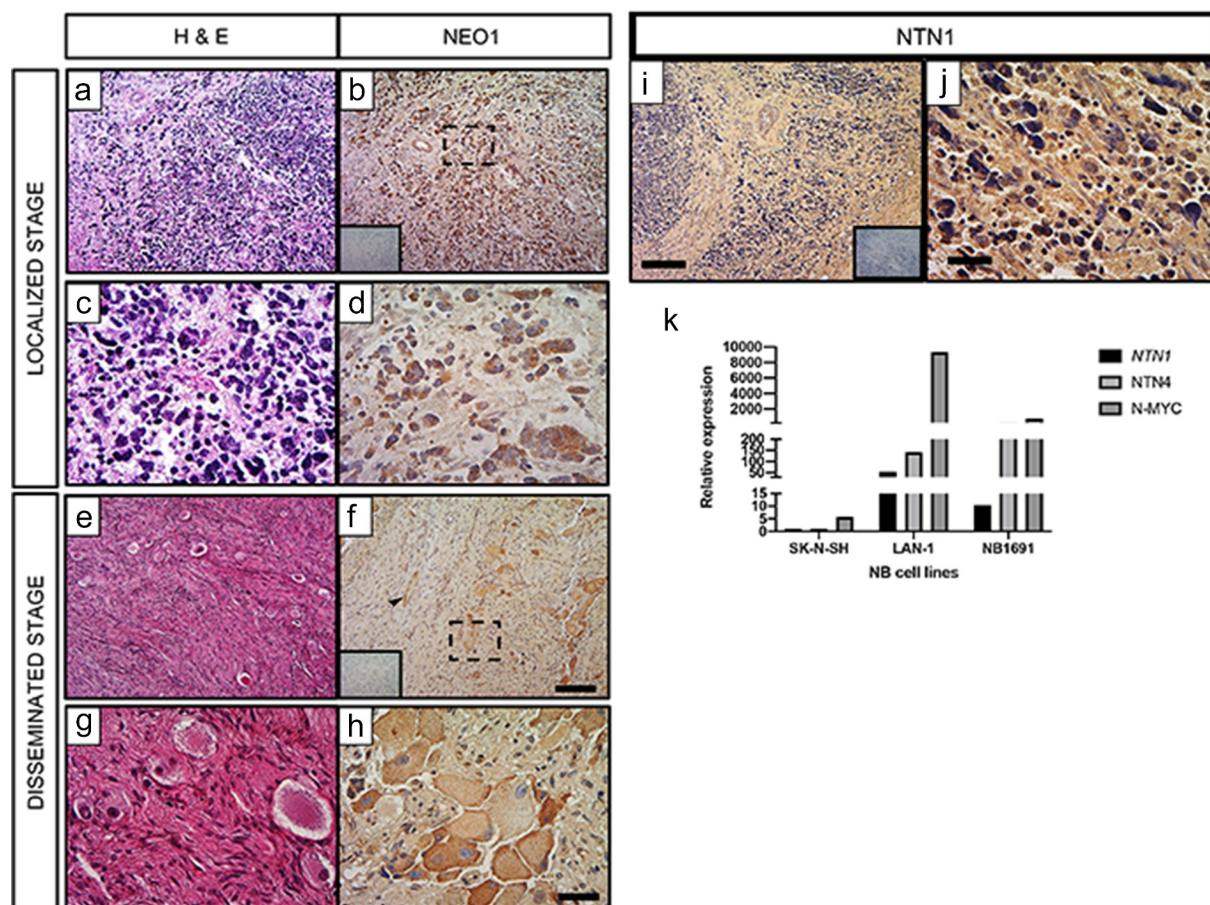 H & E
NEO1
NTN1
LOCALIZED STAGE
DISSEMINATED STAGE
a
b
c
d
e
f
g
h
i
j
k
Relative expression
10000
8000
6000
4000
2000
200
150
100
50
15
10
5
0
SK-N-SH
LAN-1
NB1691
NB cell lines
NTN1
NTN4
N-MYC